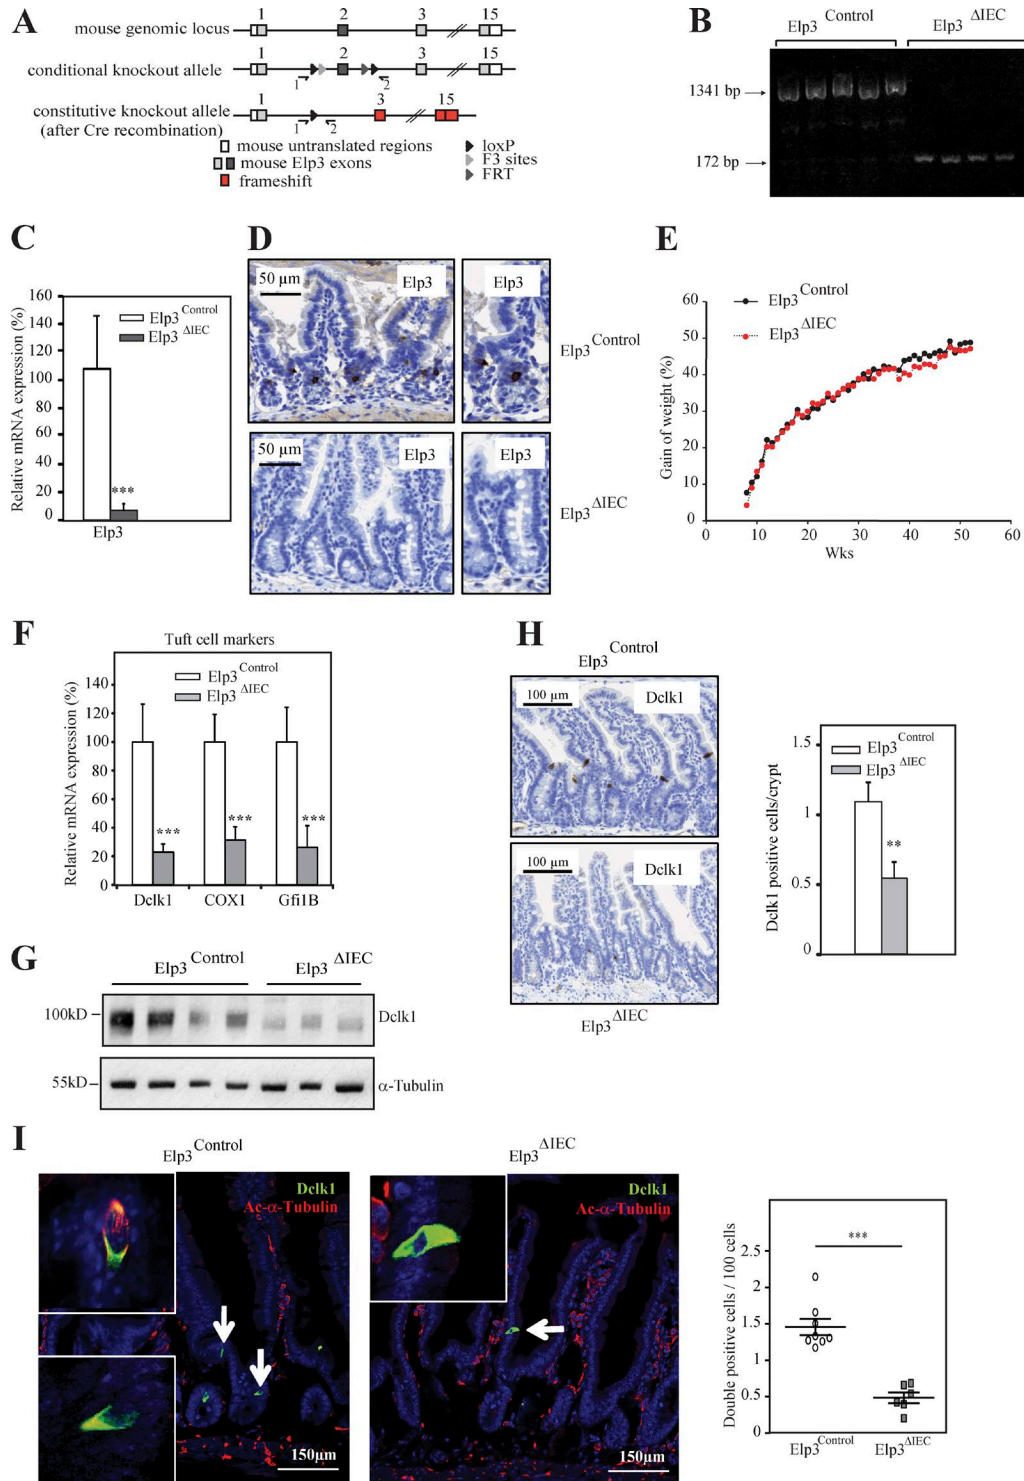 A
1 2 3 15
mouse genomic locus
1 2 3 15
conditional knockout allele
1 2
1 3 15
constitutive knockout allele
(after Cre recombination)
1 2
mouse untranslated regions
mouse Elp3 exons
frameshift
loxP
F3 sites
FRT
B
Elp3 Control Elp3 ΔIEC
1341 bp
172 bp
C
Relative mRNA expression (%)
160
140
120
100
80
60
40
20
0
Elp3 Control
Elp3 ΔIEC
***
Elp3
D
50 µm Elp3 Elp3
Elp3 Control
50 µm Elp3 Elp3
Elp3 ΔIEC
E
Gain of weight (%)
60
50
40
30
20
10
0
Elp3 Control
Elp3 ΔIEC
0 10 20 30 40 50 60
Wks
F
Tuft cell markers
Relative mRNA expression (%)
140
120
100
80
60
40
20
0
Elp3 Control
Elp3 ΔIEC
*** *** ***
Dclk1 COX1 Gfi1B
G
Elp3 Control Elp3 ΔIEC
100kD Dclk1
55kD α-Tubulin
H
Elp3 Control
100 µm Dclk1
100 µm Dclk1
Elp3 ΔIEC
Dclk1 positive cells/crypt
1.5
1
0.5
0
Elp3 Control
Elp3 ΔIEC
**
I
Elp3 Control
Dclk1
Ac-α-Tubulin
150µm
Elp3 ΔIEC
Dclk1
Ac-α-Tubulin
150µm
Double positive cells / 100 cells
2.5
2
1.5
1
0.5
0
***
Elp3 Control Elp3 ΔIEC